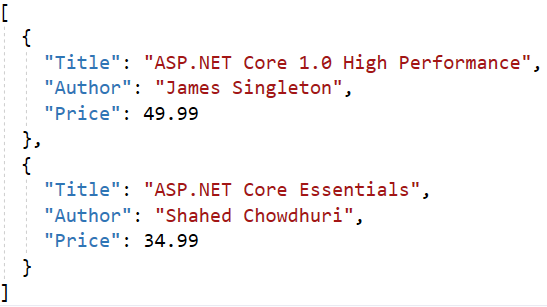 [
  {
    "Title": "ASP.NET Core 1.0 High Performance",
    "Author": "James Singleton",
    "Price": 49.99
  },
  {
    "Title": "ASP.NET Core Essentials",
    "Author": "Shahed Chowdhuri",
    "Price": 34.99
  }
]